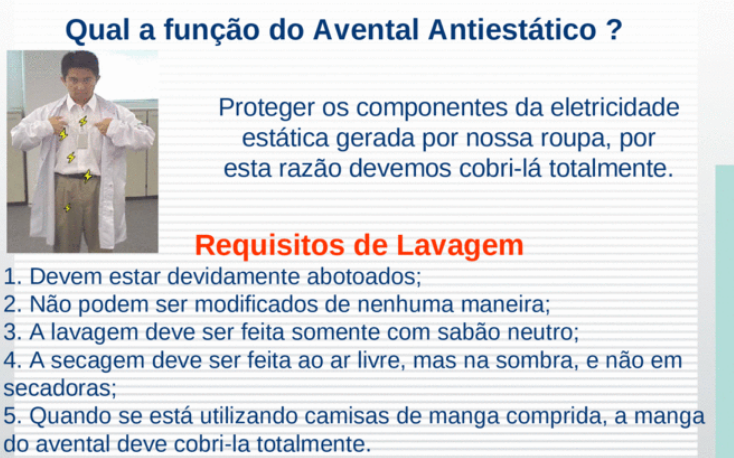 Qual a função do Avental Antiestático ?
Proteger os componentes da eletricidade
estática gerada por nossa roupa, por
esta razão devemos cobri-lá totalmente.
Requisitos de Lavagem
1. Devem estar devidamente abotoados;
2. Não podem ser modificados de nenhuma maneira;
3. A lavagem deve ser feita somente com sabão neutro;
4. A secagem deve ser feita ao ar livre, mas na sombra, e não em
secadoras;
5. Quando se está utilizando camisas de manga comprida, a manga
do avental deve cobri-la totalmente.